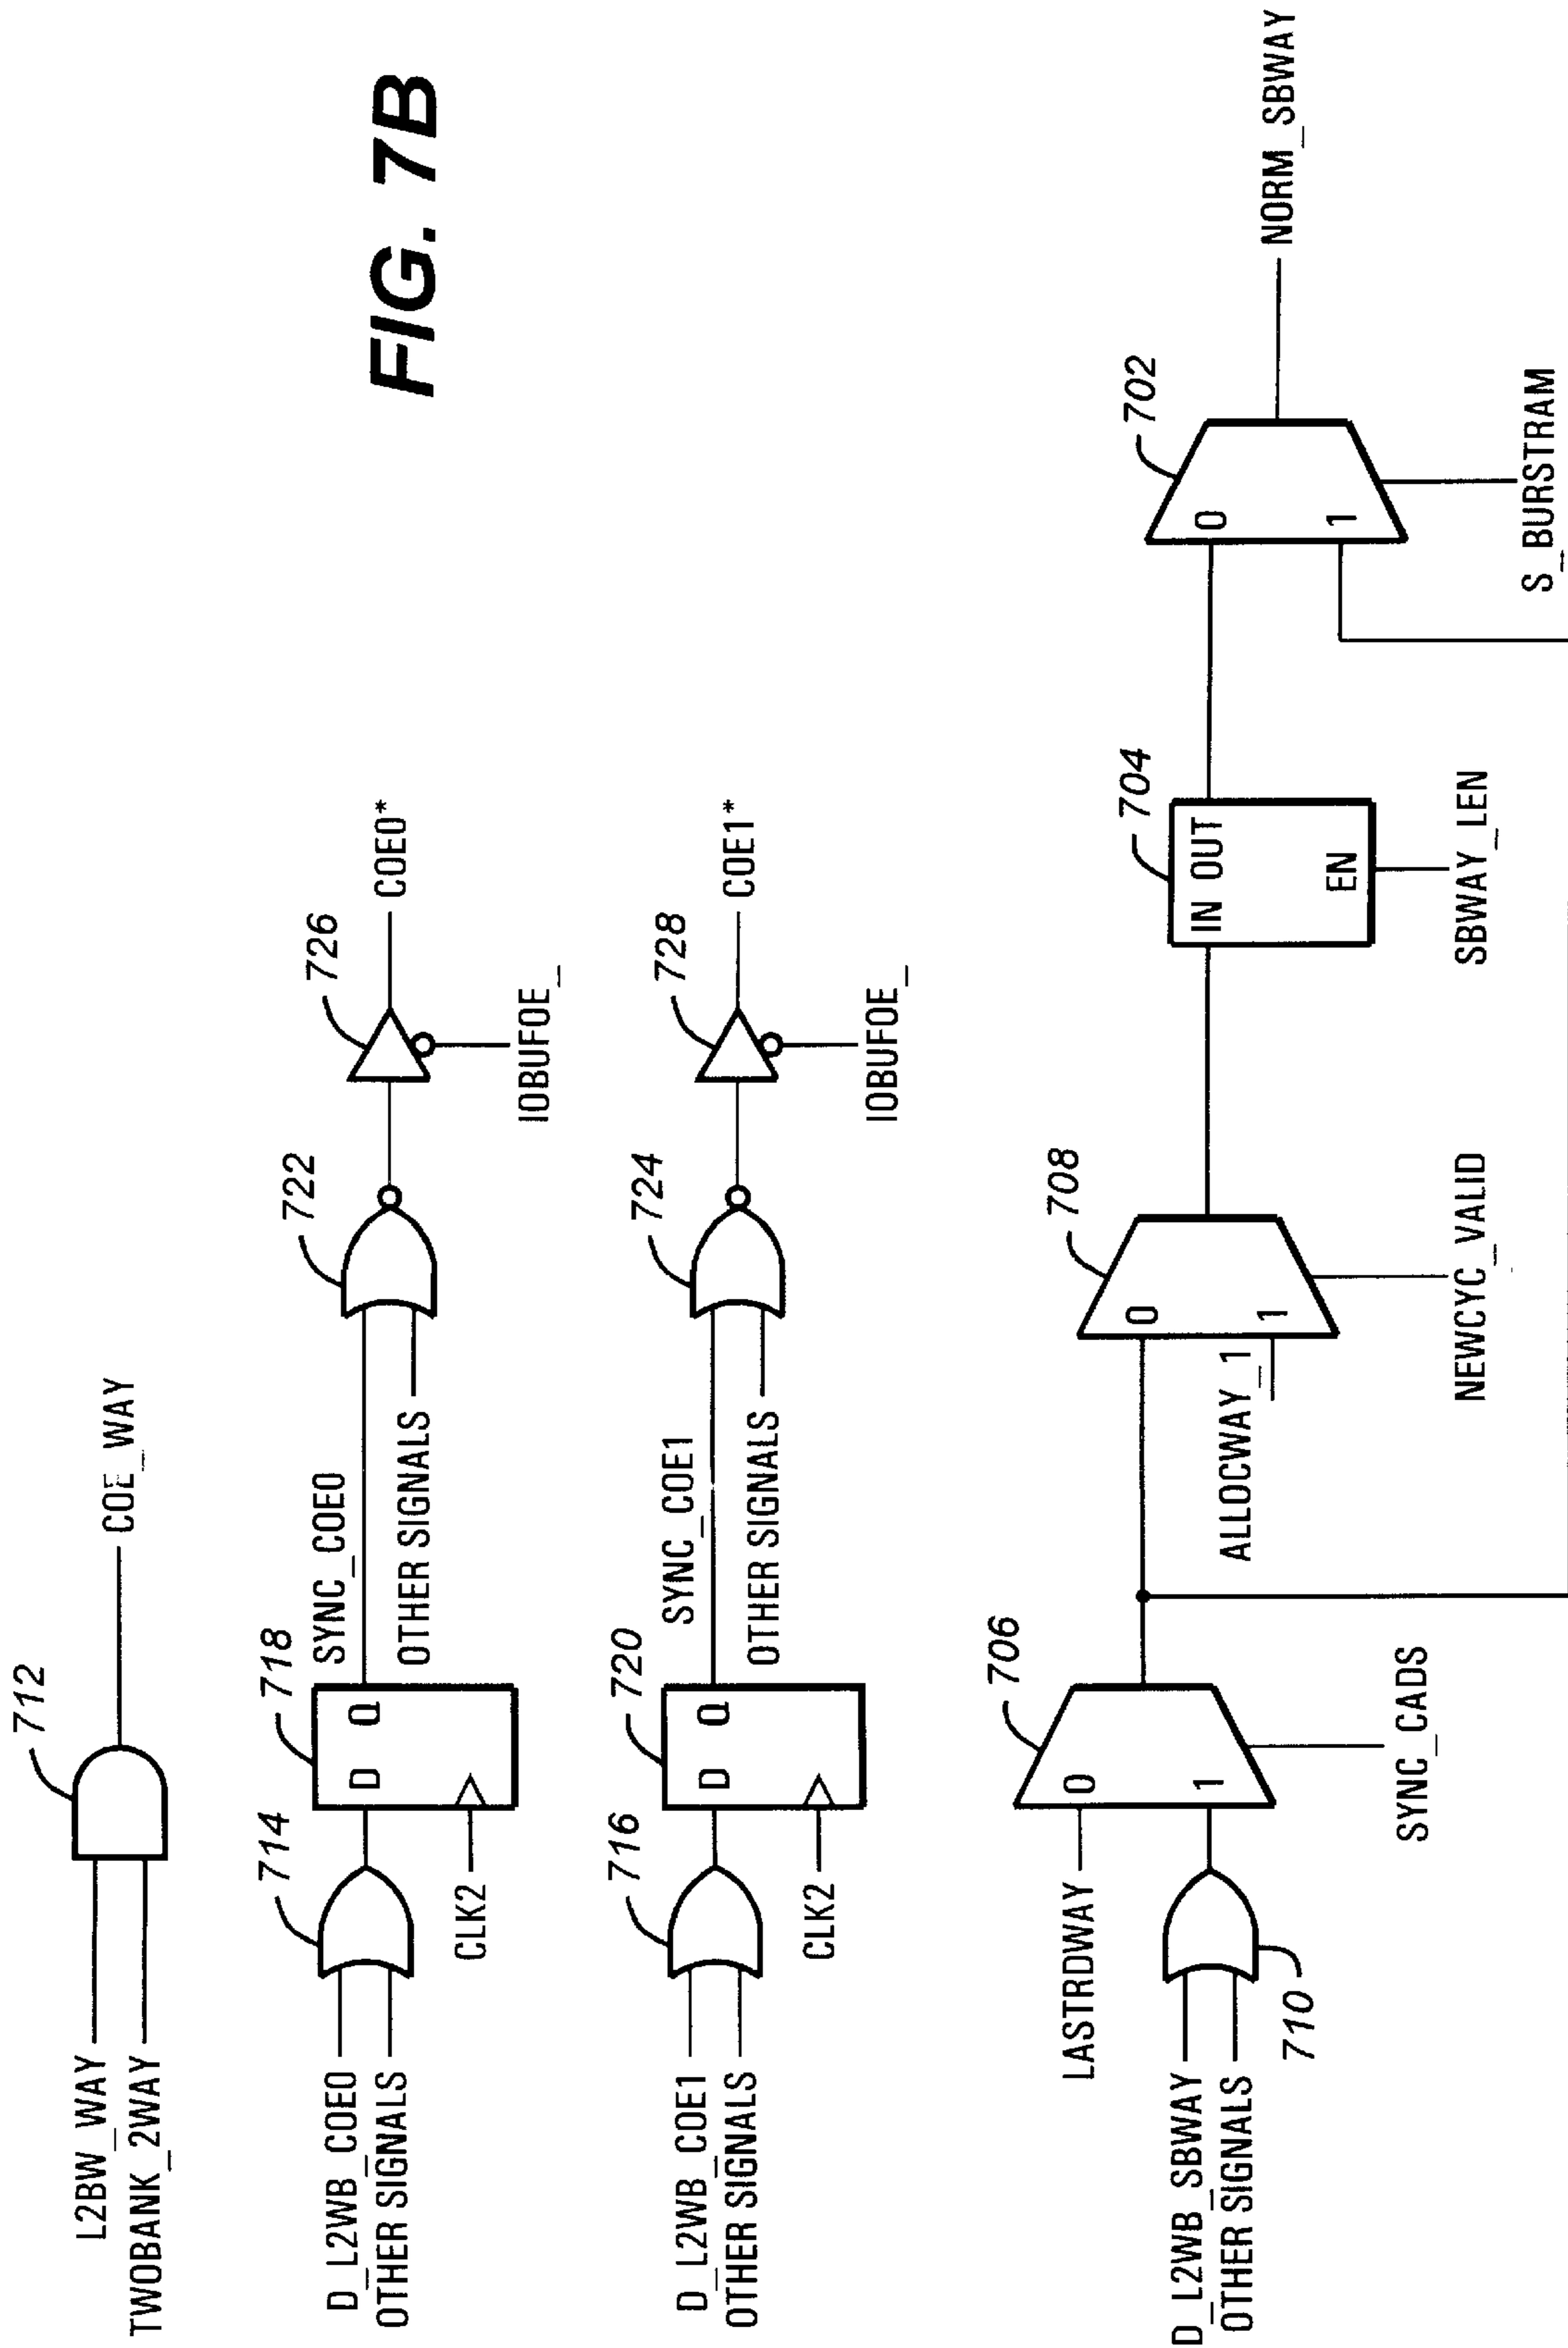 FIG. 7B
712
L2BW_WAY
TWOBANK_2WAY
COE_WAY
714
718
722
726
D_L2WB_COE0
OTHER SIGNALS
D Q
CLK2
SYNC_COE0
OTHER SIGNALS
COE0*
IOBUFOE_
716
720
724
728
D_L2WB_COE1
OTHER SIGNALS
D Q
CLK2
SYNC_COE1
OTHER SIGNALS
COE1*
IOBUFOE_
706
708
704
702
LASTRDWAY
0
1
D_L2WB_SBWAY
OTHER SIGNALS
710
SYNC_CADS
ALLOCWAY_1
0
1
NEWCYC_VALID
IN OUT
EN
SBWAY_LEN
0
1
S_BURSTRAM
NORM_SBWAY